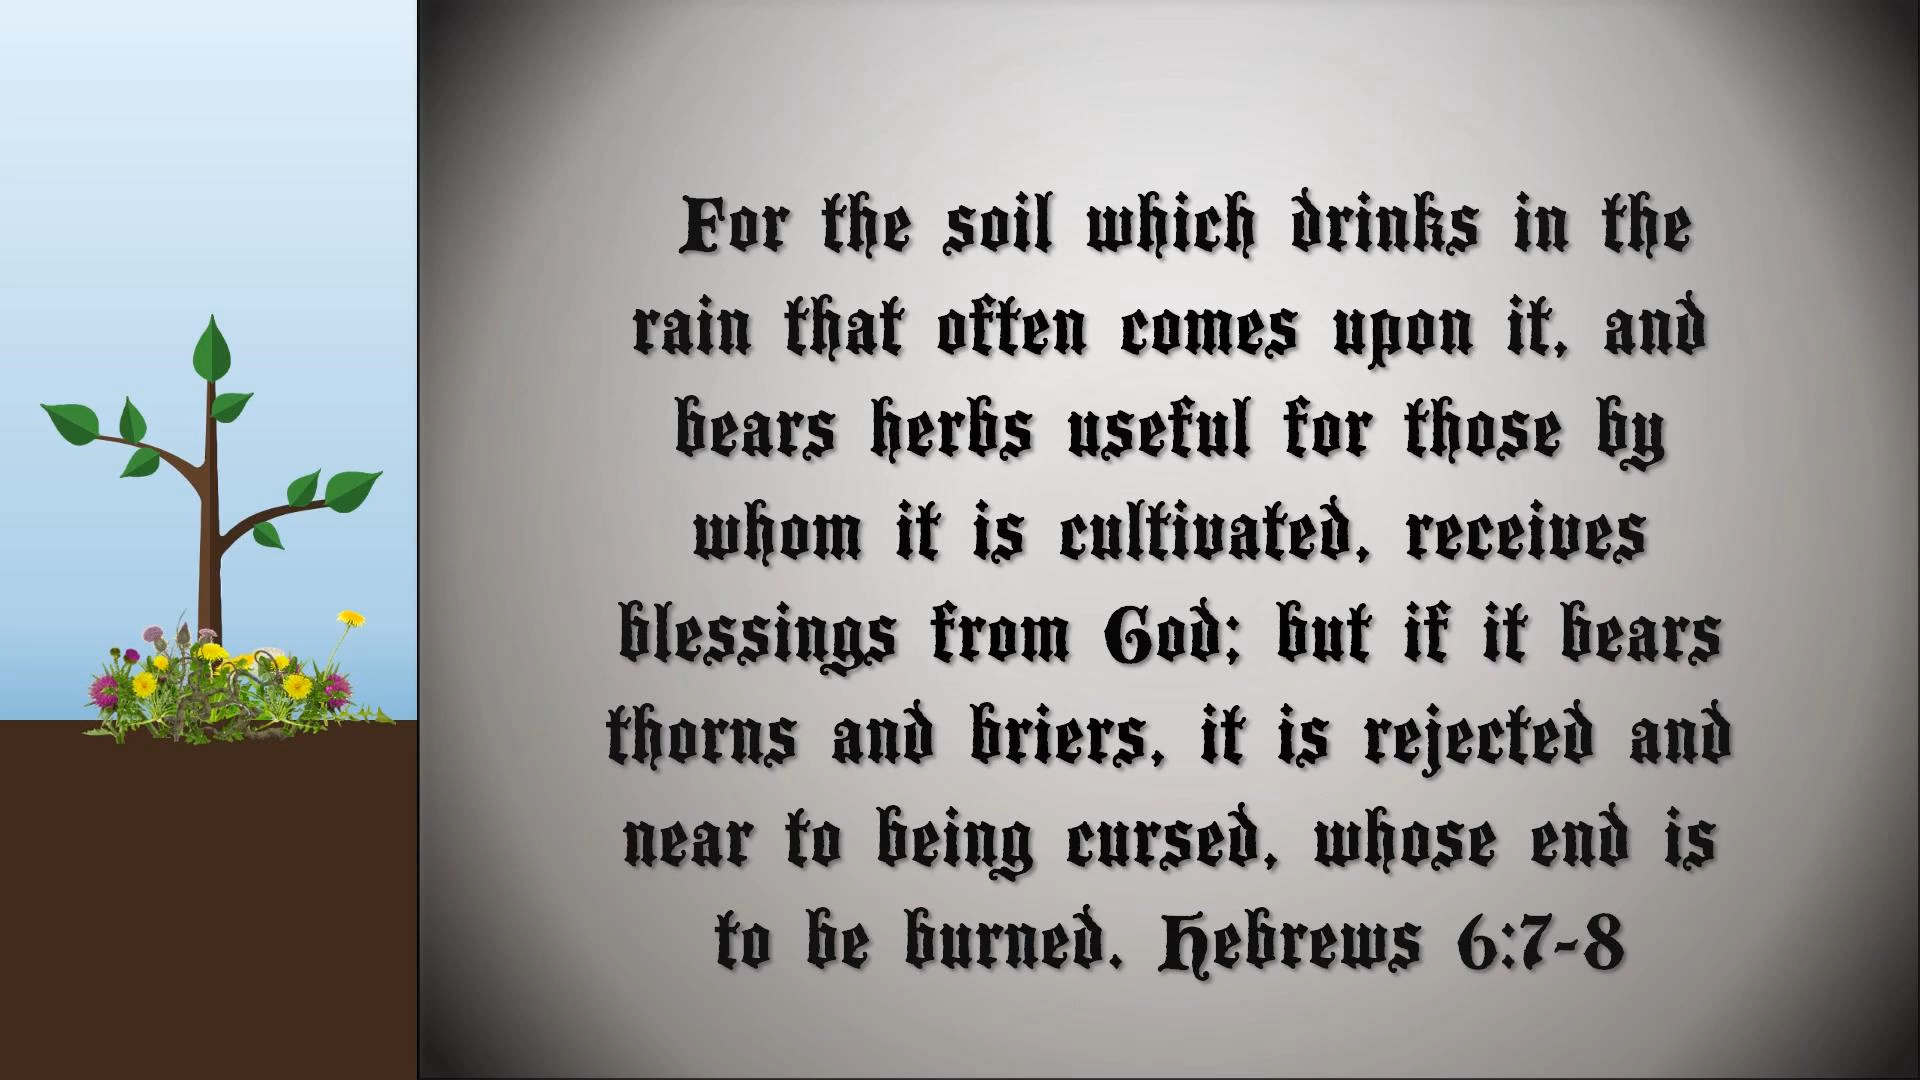 For the soil which drinks in the
rain that often comes upon it, and
bears herbs useful for those by
whom it is cultivated, receives
blessings from God; but if it bears
thorns and briers, it is rejected and
near to being cursed, whose end is
to be burned. Hebrews 6:7-8